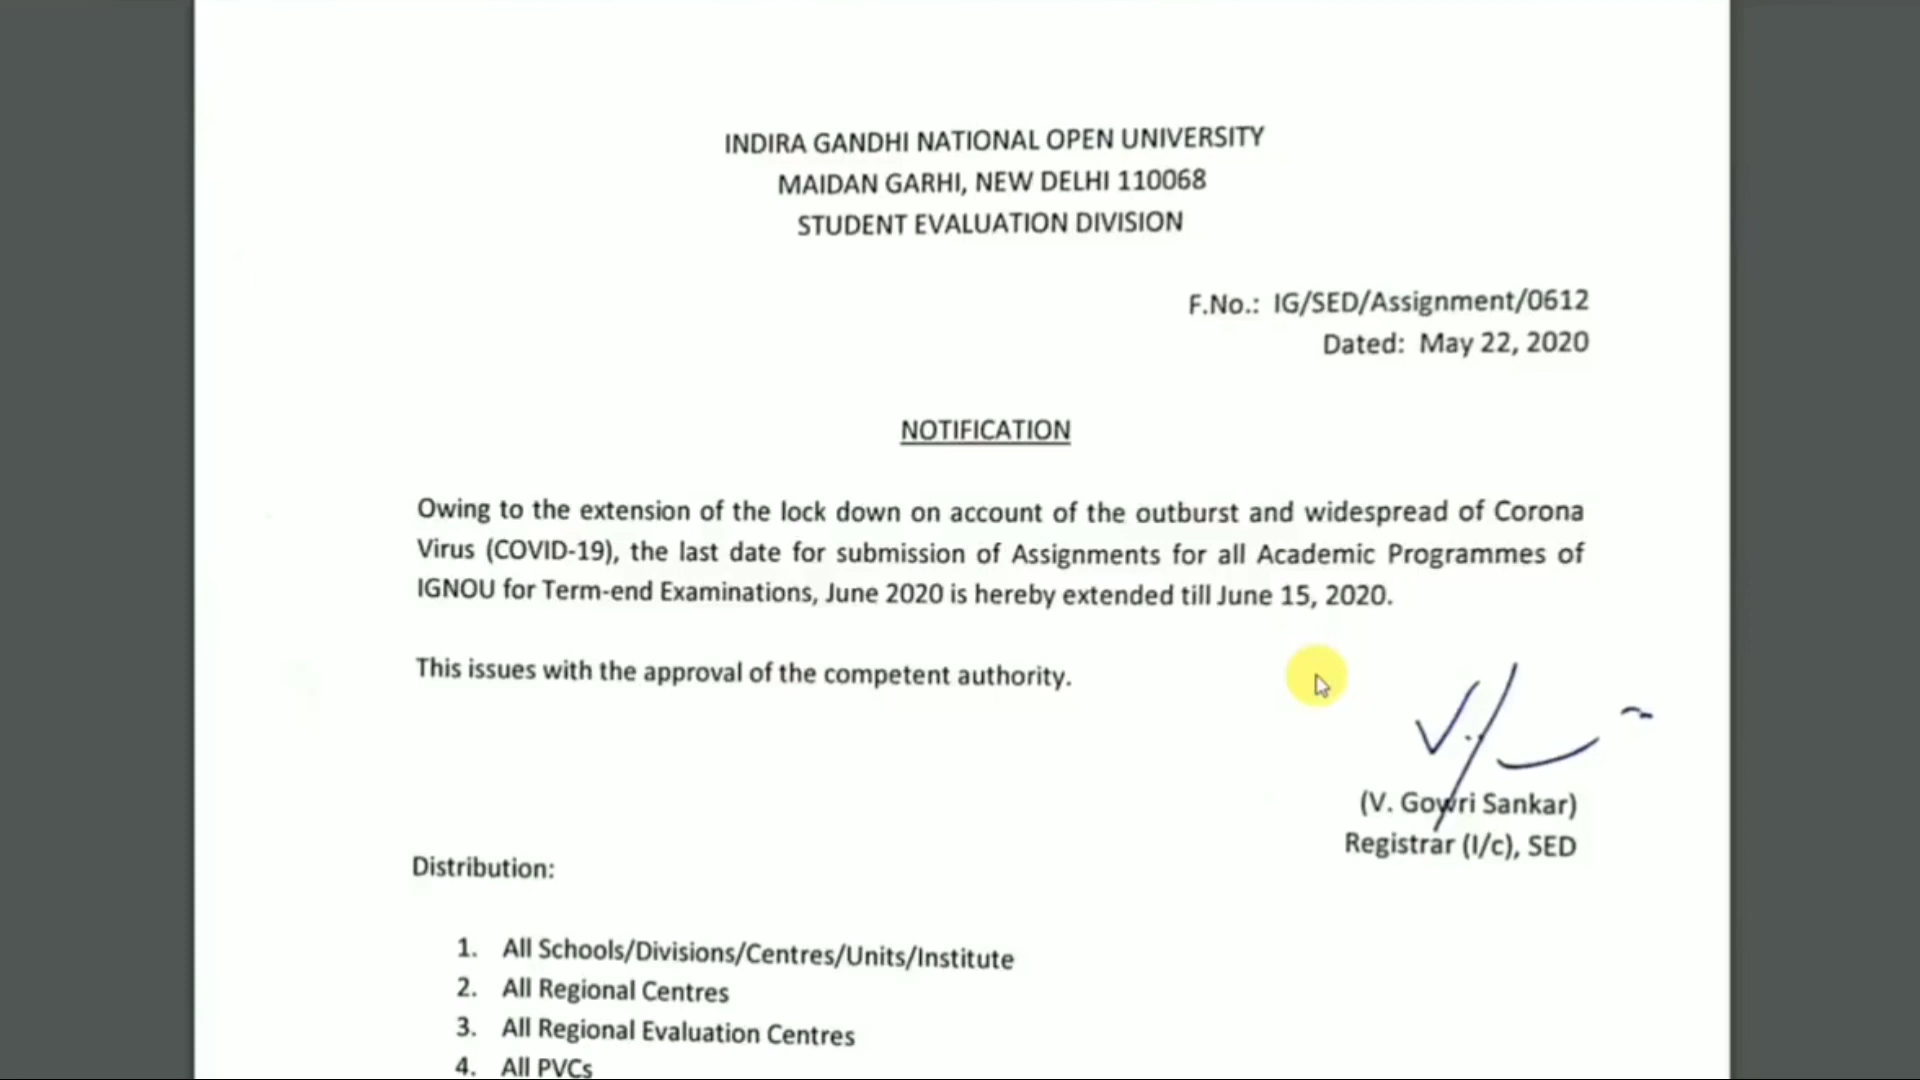 INDIRA GANDHI NATIONAL OPEN UNIVERSITY
MAIDAN GARHI, NEW DELHI 110068
STUDENT EVALUATION DIVISION
F.No.: IG/SED/Assignment/0612
Dated: May 22, 2020
NOTIFICATION
Owing to the extension of the lock down on account of the outburst and widespread of Corona
Virus (COVID-19), the last date for submission of Assignments for all Academic Programmes of
IGNOU for Term-end Examinations, June 2020 is hereby extended till June 15, 2020.
This issues with the approval of the competent authority.
(V. Gowri Sankar)
Registrar (I/c), SED
Distribution:
1. All Schools/Divisions/Centres/Units/Institute
2. All Regional Centres
3. All Regional Evaluation Centres
4. All PVCs